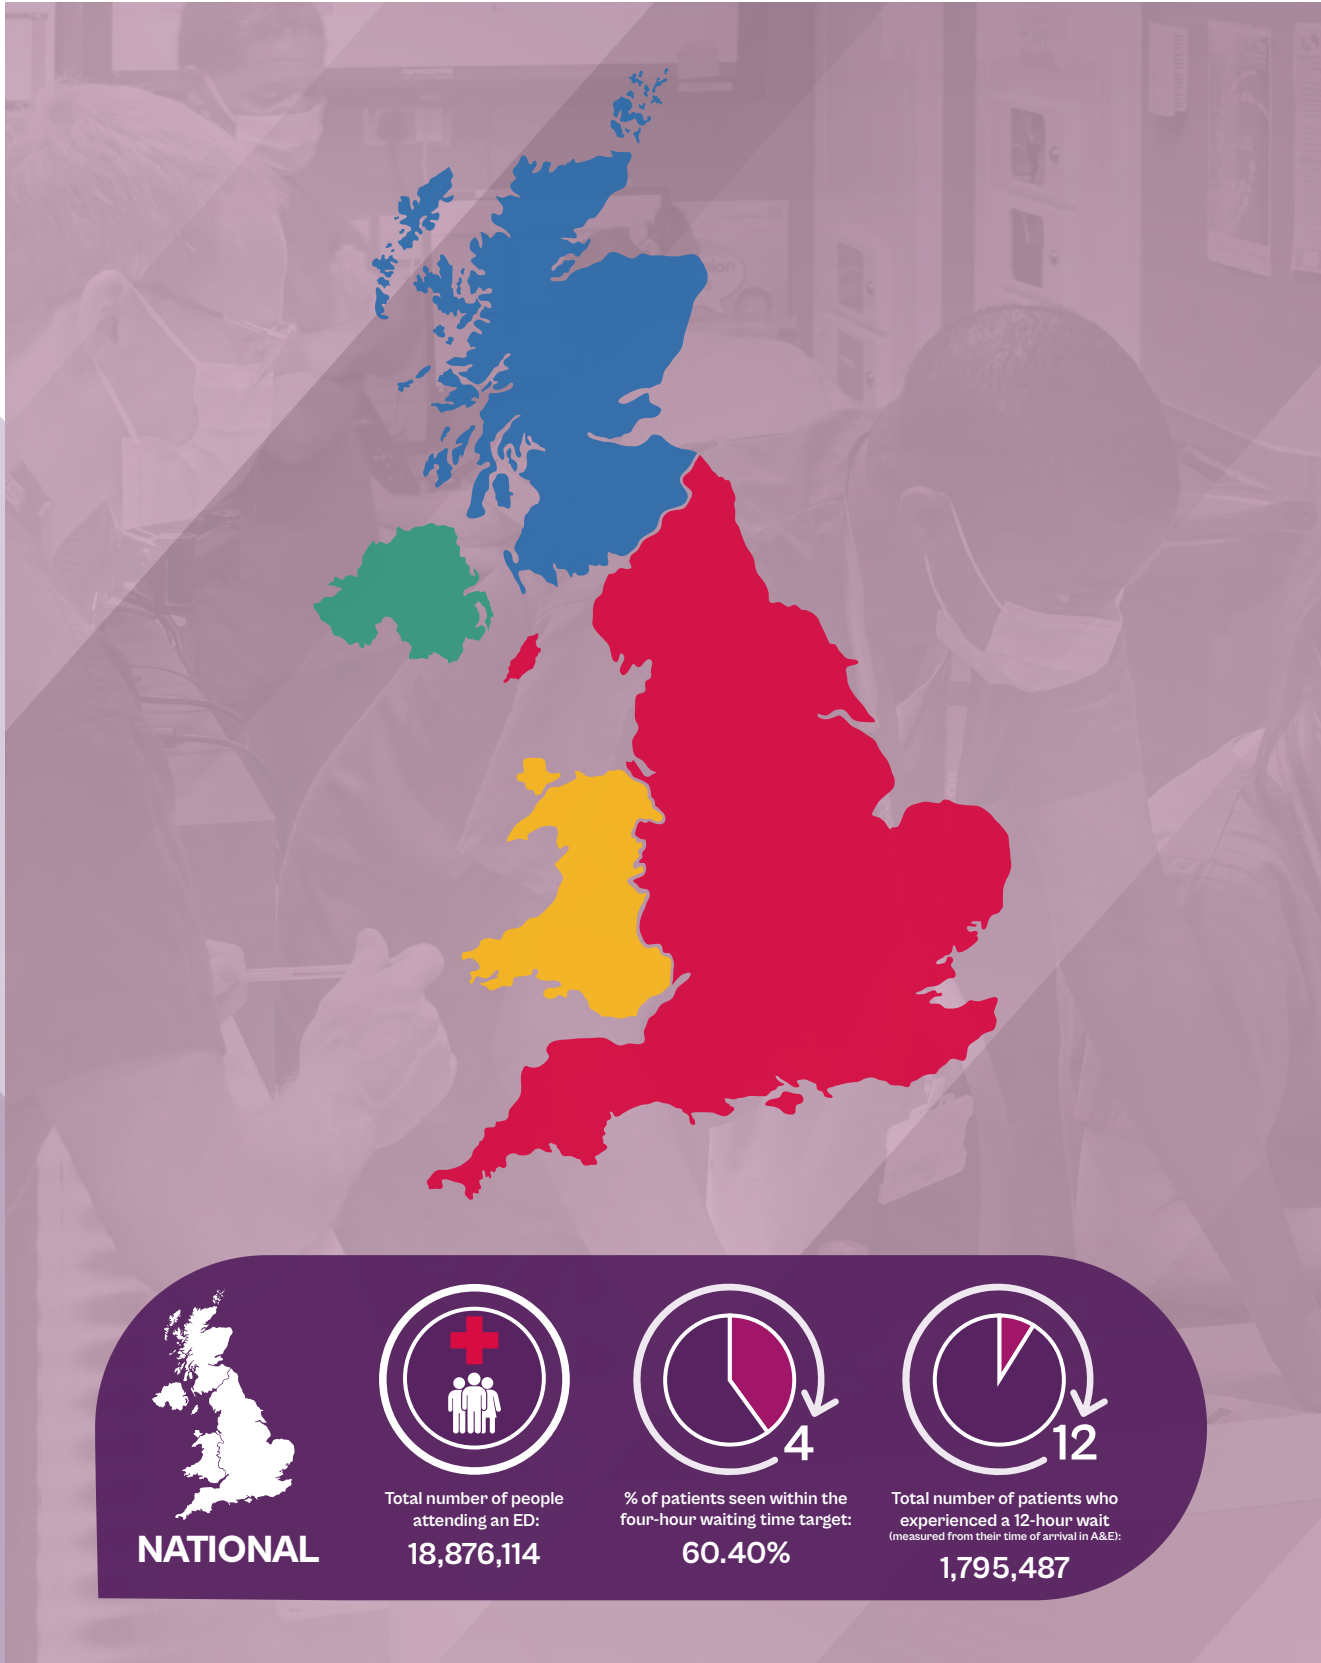 NATIONAL
Total number of people
attending an ED:
18,876,114
4
% of patients seen within the
four-hour waiting time target:
60.40%
12
Total number of patients who
experienced a 12-hour wait
(measured from their time of arrival in A&E):
1,795,487